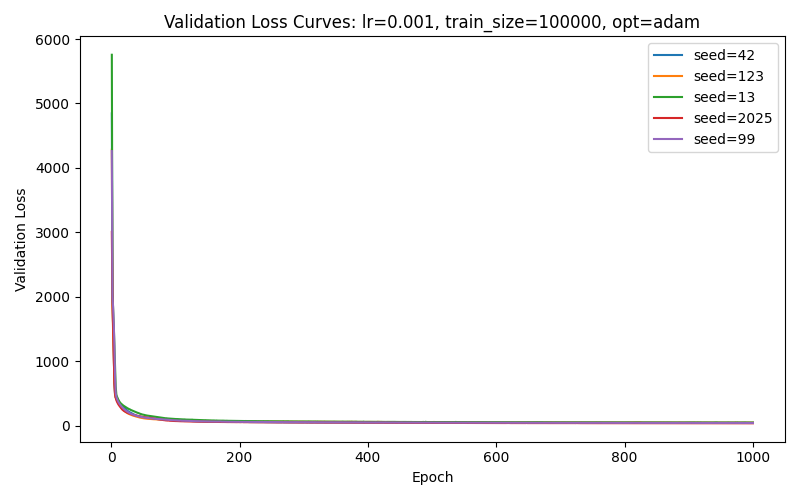 Validation Loss Curves: lr=0.001, train_size=100000, opt=adam
6000
5000
4000
3000
2000
1000
0
Validation Loss
seed=42
seed=123
seed=13
seed=2025
seed=99
0
200
400
600
800
1000
Epoch